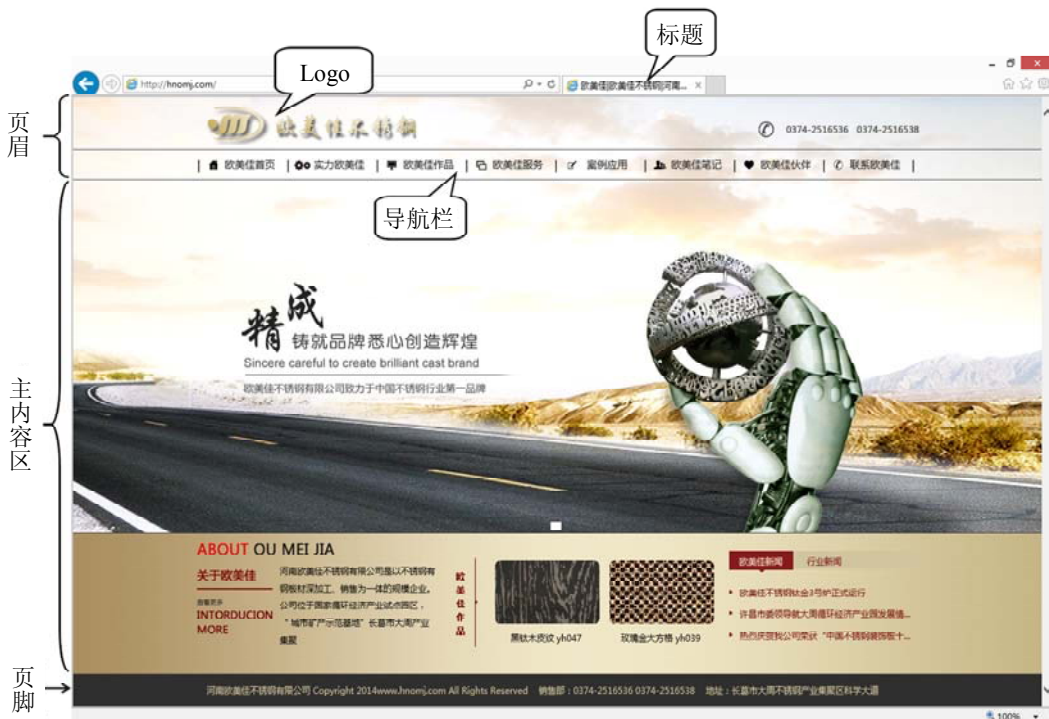 标题
Logo
http://hnomj.com/
欧美佳|欧美佳不锈钢|河南...
页眉
欧美佳不锈钢
0374-2516536 0374-2516538
欧美佳首页 | 实力欧美佳 | 欧美佳作品 | 欧美佳服务 | 案例应用 | 欧美佳笔记 | 欧美佳伙伴 | 联系欧美佳
导航栏
主内容区
精成
铸就品牌悉心创造辉煌
Sincere careful to create brilliant cast brand
欧美佳不锈钢有限公司致力于中国不锈钢行业第一品牌
ABOUT OU MEI JIA
关于欧美佳
查看更多
INTORDUCION
MORE
河南欧美佳不锈钢有限公司是以不锈钢有
钢板材深加工、销售为一体的规模企业。
公司位于国家循环经济产业试点园区，
“城市矿产示范基地”长葛市大周产业
集聚
欧美佳作品
黑钛木皮纹 yh047
玫瑰金大方格 yh039
欧美佳新闻 行业新闻
欧美佳不锈钢钛金3号炉正式运行
许昌市委领导就大周循环经济产业园发展情...
热烈庆贺我公司荣获“中国不锈钢装饰板十...
页脚
河南欧美佳不锈钢有限公司 Copyright 2014www.hnomj.com All Rights Reserved 销售部：0374-2516536 0374-2516538 地址：长葛市大周不锈钢产业集聚区科学大道
100%